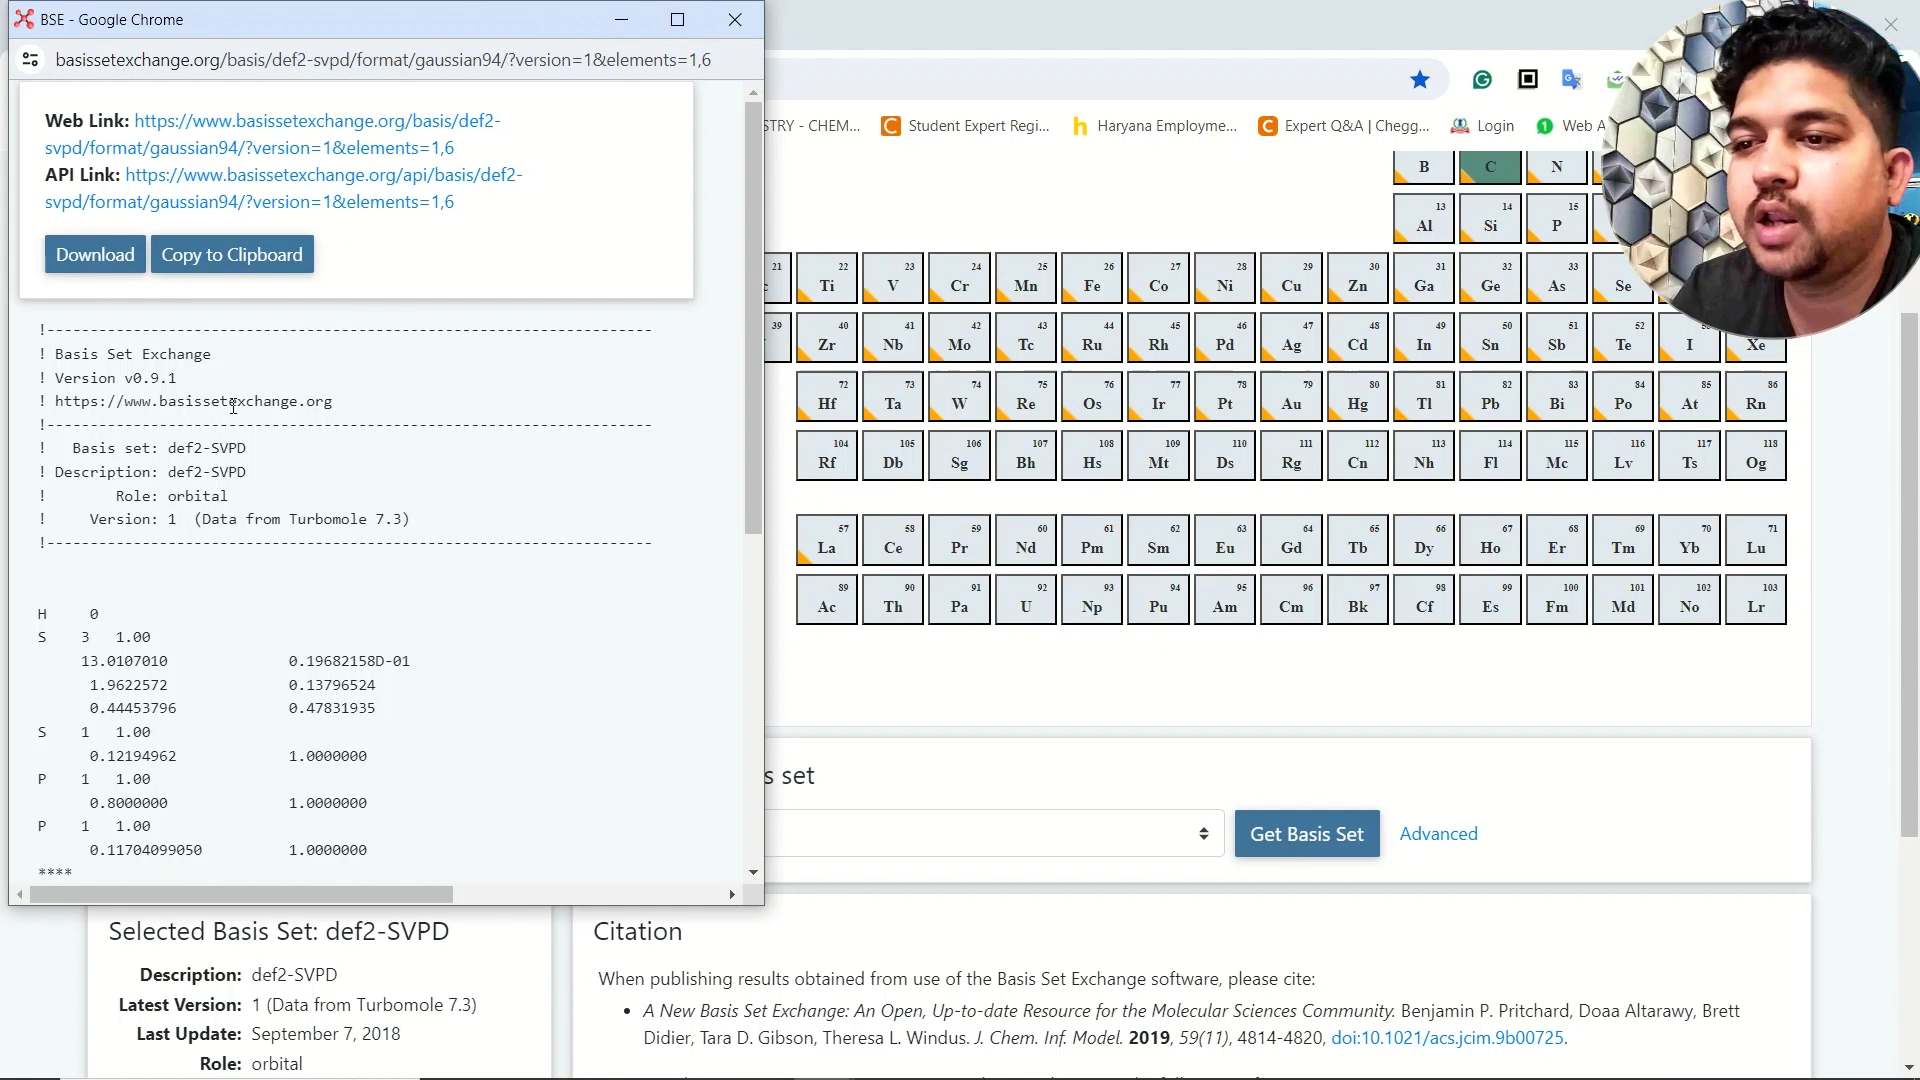 BSE - Google Chrome
basissetexchange.org/basis/def2-svpd/format/gaussian94/?version=1&elements=1,6
Web Link: https://www.basissetexchange.org/basis/def2-
svpd/format/gaussian94/?version=1&elements=1,6
API Link: https://www.basissetexchange.org/api/basis/def2-
svpd/format/gaussian94/?version=1&elements=1,6
Download Copy to Clipboard
!----------------------------------------------------------------------
! Basis Set Exchange
! Version v0.9.1
! https://www.basissetexchange.org
!----------------------------------------------------------------------
! Basis set: def2-SVPD
! Description: def2-SVPD
! Role: orbital
! Version: 1 (Data from Turbomole 7.3)
!----------------------------------------------------------------------
H 0
S 3 1.00
13.0107010 0.19682158D-01
1.9622572 0.13796524
0.44453796 0.47831935
S 1 1.00
0.12194962 1.0000000
P 1 1.00
0.8000000 1.0000000
P 1 1.00
0.11704099050 1.0000000
****
STRY - CHEM... Student Expert Regi... Haryana Employme... Expert Q&A | Chegg... Login Web A
B C N
13 14 15
Al Si P
21 22 23 24 25 26 27 28 29 30 31 32 33
c Ti V Cr Mn Fe Co Ni Cu Zn Ga Ge As Se
39 40 41 42 43 44 45 46 47 48 49 50 51 52
Zr Nb Mo Tc Ru Rh Pd Ag Cd In Sn Sb Te I Xe
72 73 74 75 76 77 78 79 80 81 82 83 84 85 86
Hf Ta W Re Os Ir Pt Au Hg Tl Pb Bi Po At Rn
104 105 106 107 108 109 110 111 112 113 114 115 116 117 118
Rf Db Sg Bh Hs Mt Ds Rg Cn Nh Fl Mc Lv Ts Og
57 58 59 60 61 62 63 64 65 66 67 68 69 70 71
La Ce Pr Nd Pm Sm Eu Gd Tb Dy Ho Er Tm Yb Lu
89 90 91 92 93 94 95 96 97 98 99 100 101 102 103
Ac Th Pa U Np Pu Am Cm Bk Cf Es Fm Md No Lr
s set
Get Basis Set Advanced
Selected Basis Set: def2-SVPD
Description: def2-SVPD
Latest Version: 1 (Data from Turbomole 7.3)
Last Update: September 7, 2018
Role: orbital
Citation
When publishing results obtained from use of the Basis Set Exchange software, please cite:
• A New Basis Set Exchange: An Open, Up-to-date Resource for the Molecular Sciences Community. Benjamin P. Pritchard, Doaa Altarawy, Brett
Didier, Tara D. Gibson, Theresa L. Windus. J. Chem. Inf. Model. 2019, 59(11), 4814-4820, doi:10.1021/acs.jcim.9b00725.